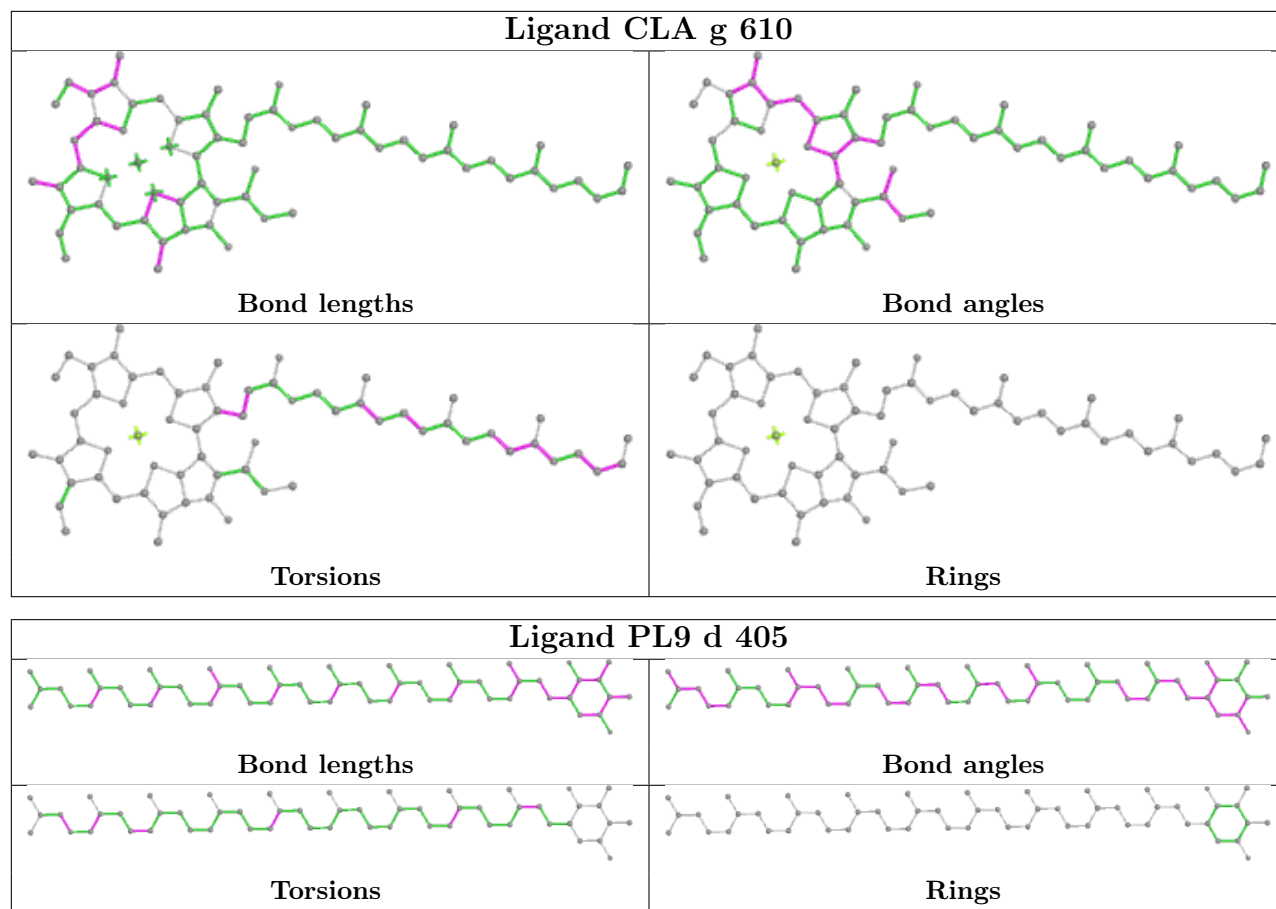 Ligand CLA g 610
Bond lengths
Bond angles
Torsions
Rings
Ligand PL9 d 405
Bond lengths
Bond angles
Torsions
Rings